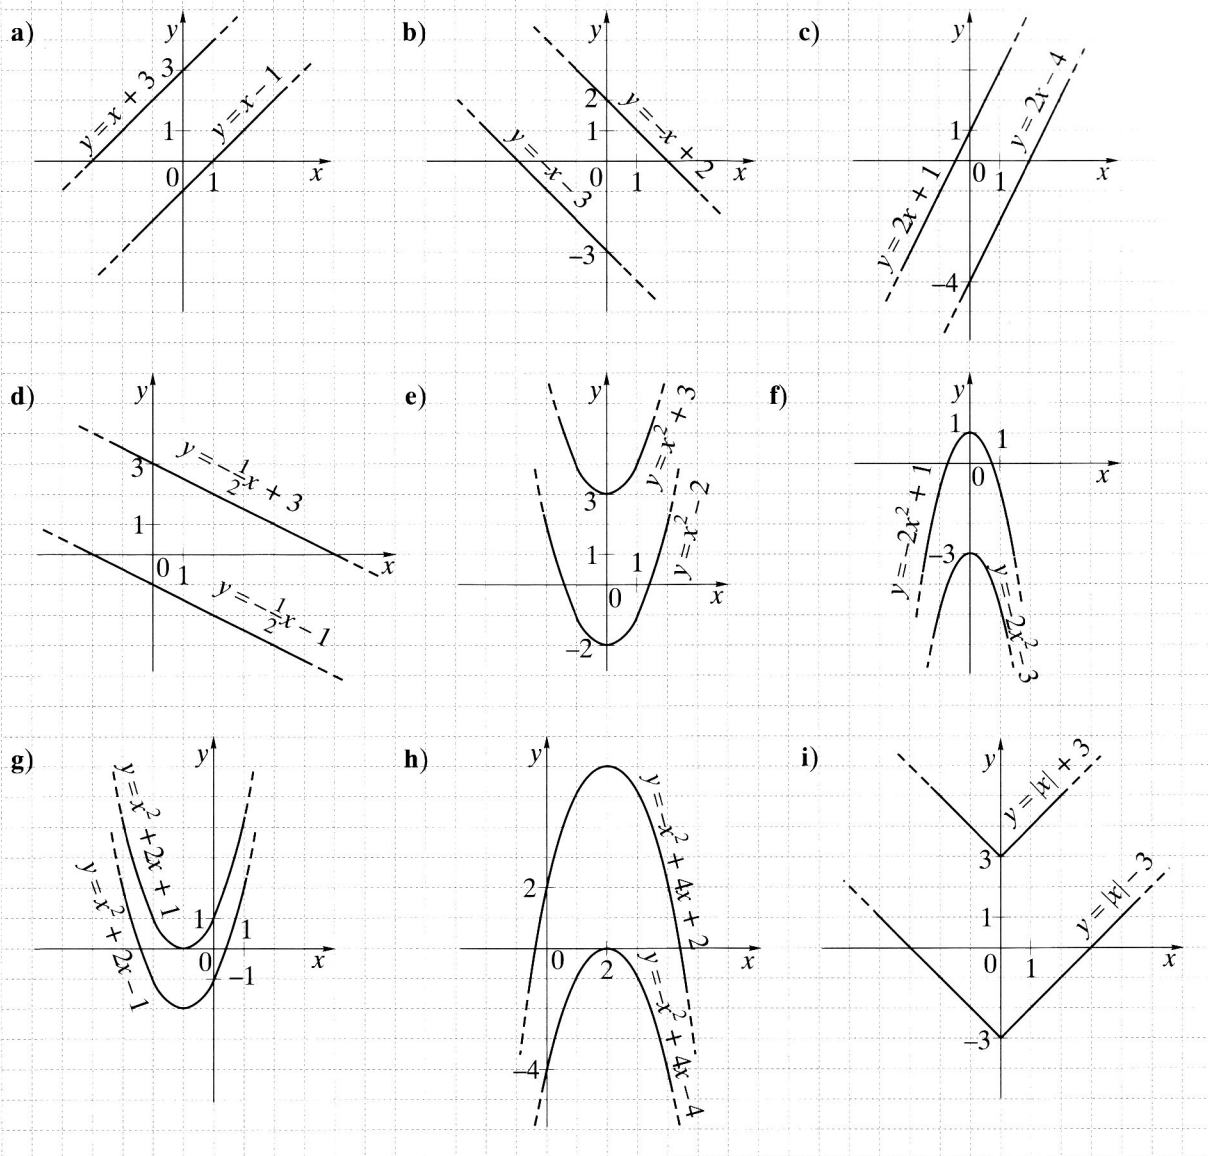 a)
y
3
1
0
1
x
y = x + 3
y = x − 1
b)
y
2
1
0
1
x
−3
y = −x + 2
y = −x − 3
c)
y
1
0
1
x
−4
y = 2x + 1
y = 2x − 4
d)
y
3
1
0
1
x
y = −1/2x + 3
y = −1/2x − 1
e)
y
3
1
1
0
x
−2
y = x² + 3
y = x² − 2
f)
y
1
1
0
x
−3
y = −2x² + 1
y = −2x² − 3
g)
y
1
1
0
−1
x
y = x² + 2x + 1
y = x² + 2x − 1
h)
y
2
0
2
x
−4
y = −x² + 4x + 2
y = −x² + 4x − 4
i)
y
3
1
0
1
x
−3
y = |x| + 3
y = |x| − 3